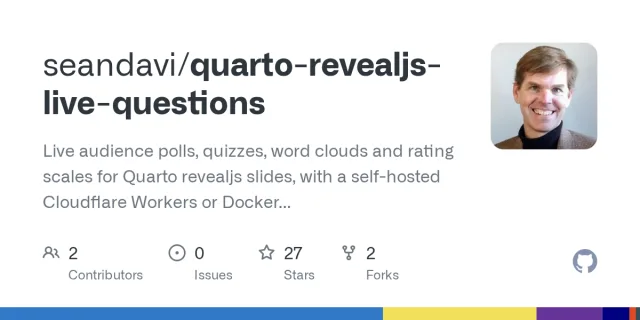 seandavi/quarto-revealjs-
live-questions
Live audience polls, quizzes, word clouds and rating
scales for Quarto revealjs slides, with a self-hosted
Cloudflare Workers or Docker...
2
Contributors
0
Issues
27
Stars
2
Forks